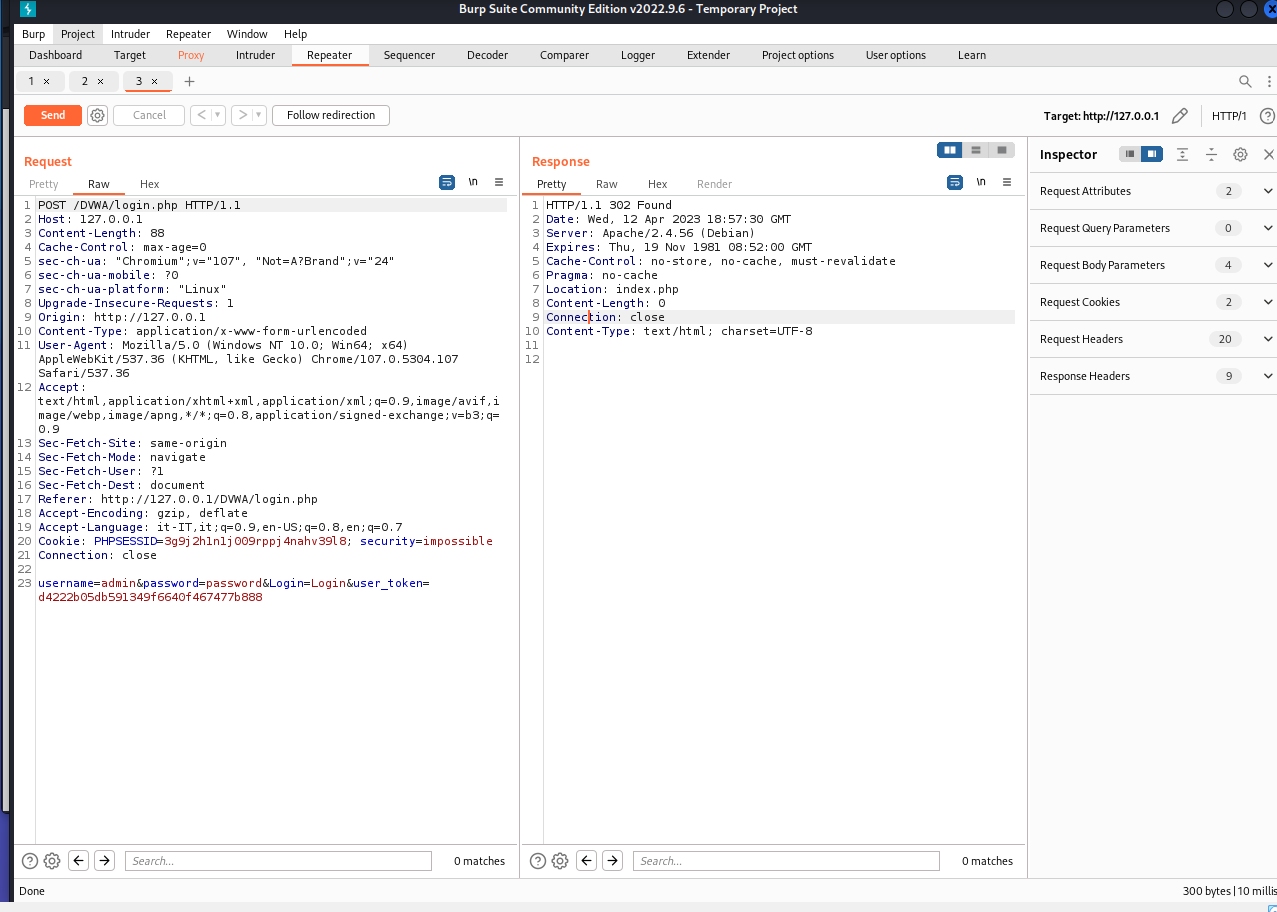 Burp Suite Community Edition v2022.9.6 - Temporary Project
Burp Project Intruder Repeater Window Help
Dashboard Target Proxy Intruder Repeater Sequencer Decoder Comparer Logger Extender Project options User options Learn
1 × 2 × 3 × +
Send Cancel < > Follow redirection Target: http://127.0.0.1 HTTP/1
Request
Pretty Raw Hex \n
1 POST /DVWA/login.php HTTP/1.1
2 Host: 127.0.0.1
3 Content-Length: 88
4 Cache-Control: max-age=0
5 sec-ch-ua: "Chromium";v="107", "Not=A?Brand";v="24"
6 sec-ch-ua-mobile: ?0
7 sec-ch-ua-platform: "Linux"
8 Upgrade-Insecure-Requests: 1
9 Origin: http://127.0.0.1
10 Content-Type: application/x-www-form-urlencoded
11 User-Agent: Mozilla/5.0 (Windows NT 10.0; Win64; x64)
AppleWebKit/537.36 (KHTML, like Gecko) Chrome/107.0.5304.107
Safari/537.36
12 Accept:
text/html,application/xhtml+xml,application/xml;q=0.9,image/avif,i
mage/webp,image/apng,*/*;q=0.8,application/signed-exchange;v=b3;q=
0.9
13 Sec-Fetch-Site: same-origin
14 Sec-Fetch-Mode: navigate
15 Sec-Fetch-User: ?1
16 Sec-Fetch-Dest: document
17 Referer: http://127.0.0.1/DVWA/login.php
18 Accept-Encoding: gzip, deflate
19 Accept-Language: it-IT,it;q=0.9,en-US;q=0.8,en;q=0.7
20 Cookie: PHPSESSID=3g9j2h1n1j009rppj4nahv39l8; security=impossible
21 Connection: close
22
23 username=admin&password=password&Login=Login&user_token=
d4222b05db591349f6640f467477b888
Search... 0 matches
Response
Pretty Raw Hex Render \n
1 HTTP/1.1 302 Found
2 Date: Wed, 12 Apr 2023 18:57:30 GMT
3 Server: Apache/2.4.56 (Debian)
4 Expires: Thu, 19 Nov 1981 08:52:00 GMT
5 Cache-Control: no-store, no-cache, must-revalidate
6 Pragma: no-cache
7 Location: index.php
8 Content-Length: 0
9 Connection: close
10 Content-Type: text/html; charset=UTF-8
11
12
Search... 0 matches
Inspector
Request Attributes 2
Request Query Parameters 0
Request Body Parameters 4
Request Cookies 2
Request Headers 20
Response Headers 9
Done 300 bytes | 10 millis